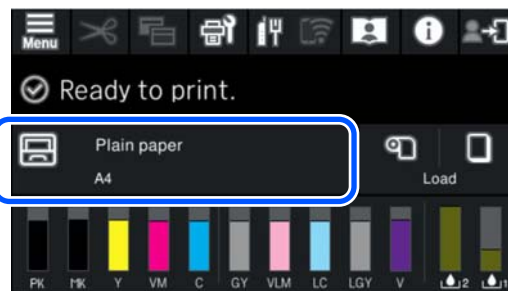 Menu
Ready to print.
Plain paper
A4
Load
PK MK Y VM C GY VLM LC LGY V 2 1